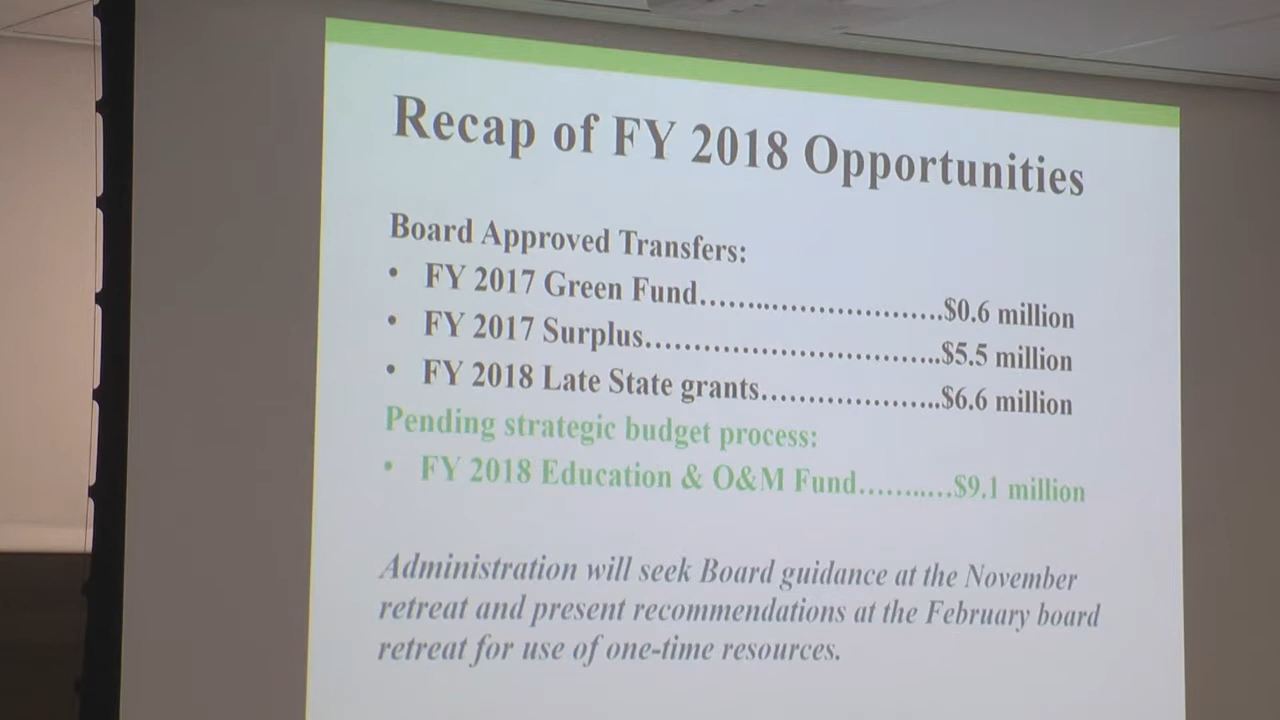 Recap of FY 2018 Opportunities
Board Approved Transfers:
• FY 2017 Green Fund……..………………….$0.6 million
• FY 2017 Surplus……………………………..$5.5 million
• FY 2018 Late State grants………………...$6.6 million
Pending strategic budget process:
• FY 2018 Education & O&M Fund……..…$9.1 million
Administration will seek Board guidance at the November
retreat and present recommendations at the February board
retreat for use of one-time resources.